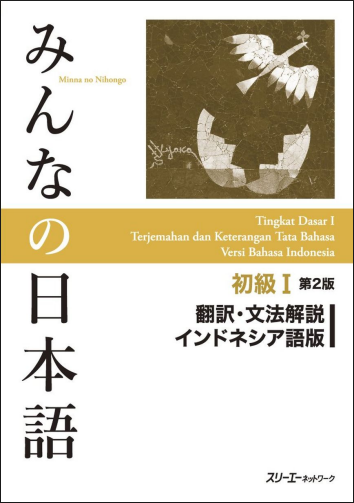 みんなの日本語
Minna no Nihongo
Tingkat Dasar I
Terjemahan dan Keterangan Tata Bahasa
Versi Bahasa Indonesia
初級 I 第2版
翻訳・文法解説
インドネシア語版
スリーエーネットワーク